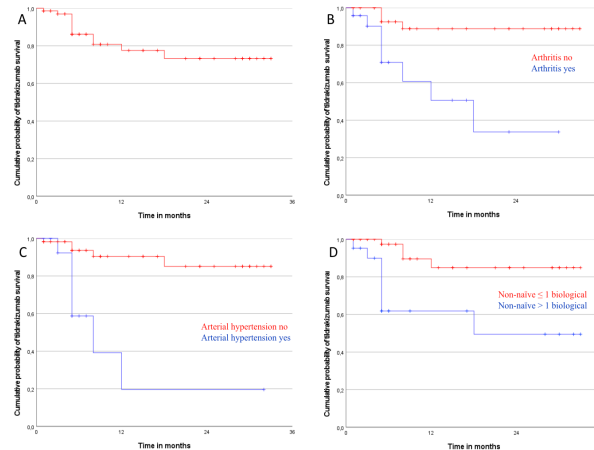 A
Cumulative probability of tildrakizumab survival
1,0
0,8
0,6
0,4
0,2
0,0
0
12
24
36
Time in months
B
Cumulative probability of tildrakizumab survival
1,0
0,8
0,6
0,4
0,2
0,0
Arthritis no
Arthritis yes
0
12
24
36
Time in months
C
Cumulative probability of tildrakizumab survival
1,0
0,8
0,6
0,4
0,2
0,0
Arterial hypertension no
Arterial hypertension yes
0
12
24
36
Time in months
D
Cumulative probability of tildrakizumab survival
1,0
0,8
0,6
0,4
0,2
0,0
Non-naïve ≤ 1 biological
Non-naïve > 1 biological
0
12
24
36
Time in months